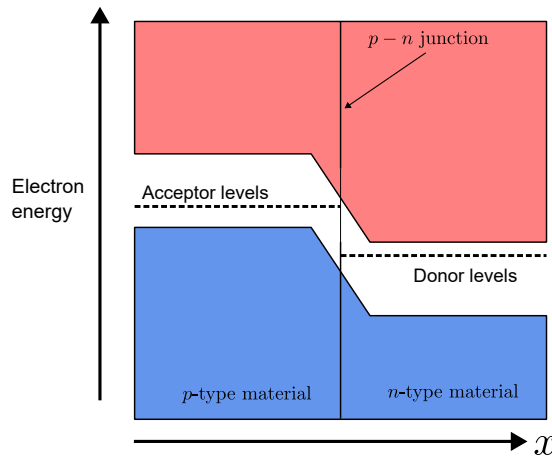 p − n junction
Electron
energy
Acceptor levels
Donor levels
p-type material
n-type material
x